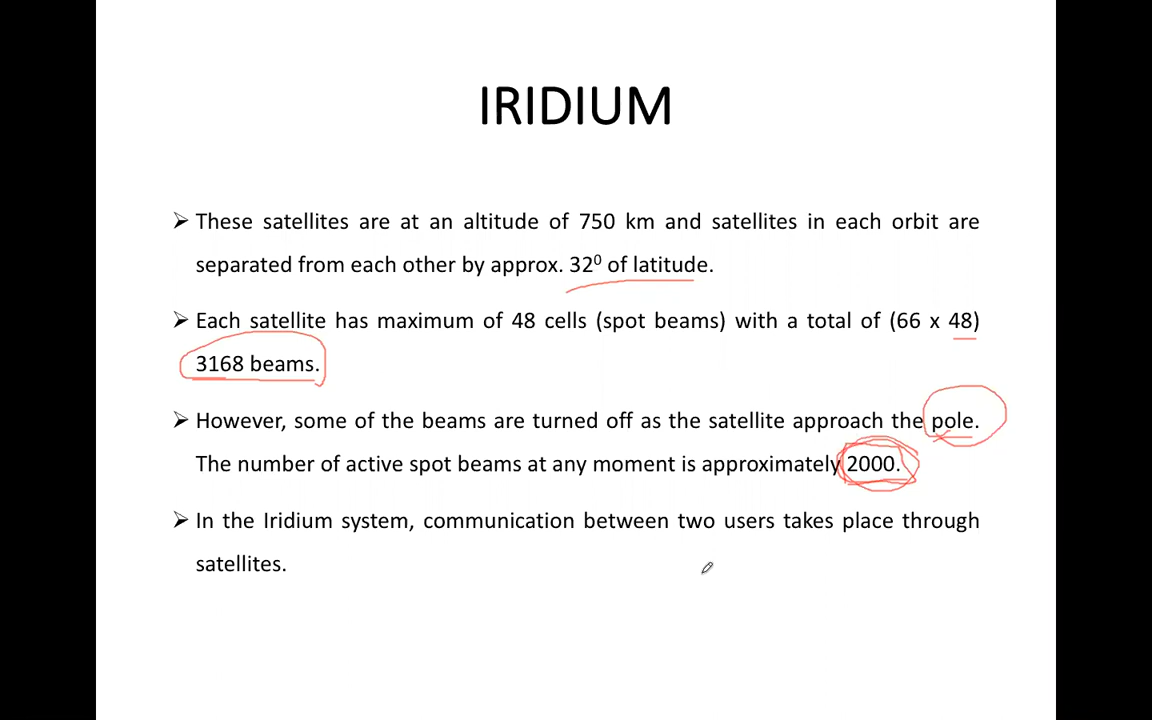 IRIDIUM
➢ These satellites are at an altitude of 750 km and satellites in each orbit are
separated from each other by approx. 32⁰ of latitude.
➢ Each satellite has maximum of 48 cells (spot beams) with a total of (66 x 48)
3168 beams.
➢ However, some of the beams are turned off as the satellite approach the pole.
The number of active spot beams at any moment is approximately 2000.
➢ In the Iridium system, communication between two users takes place through
satellites.